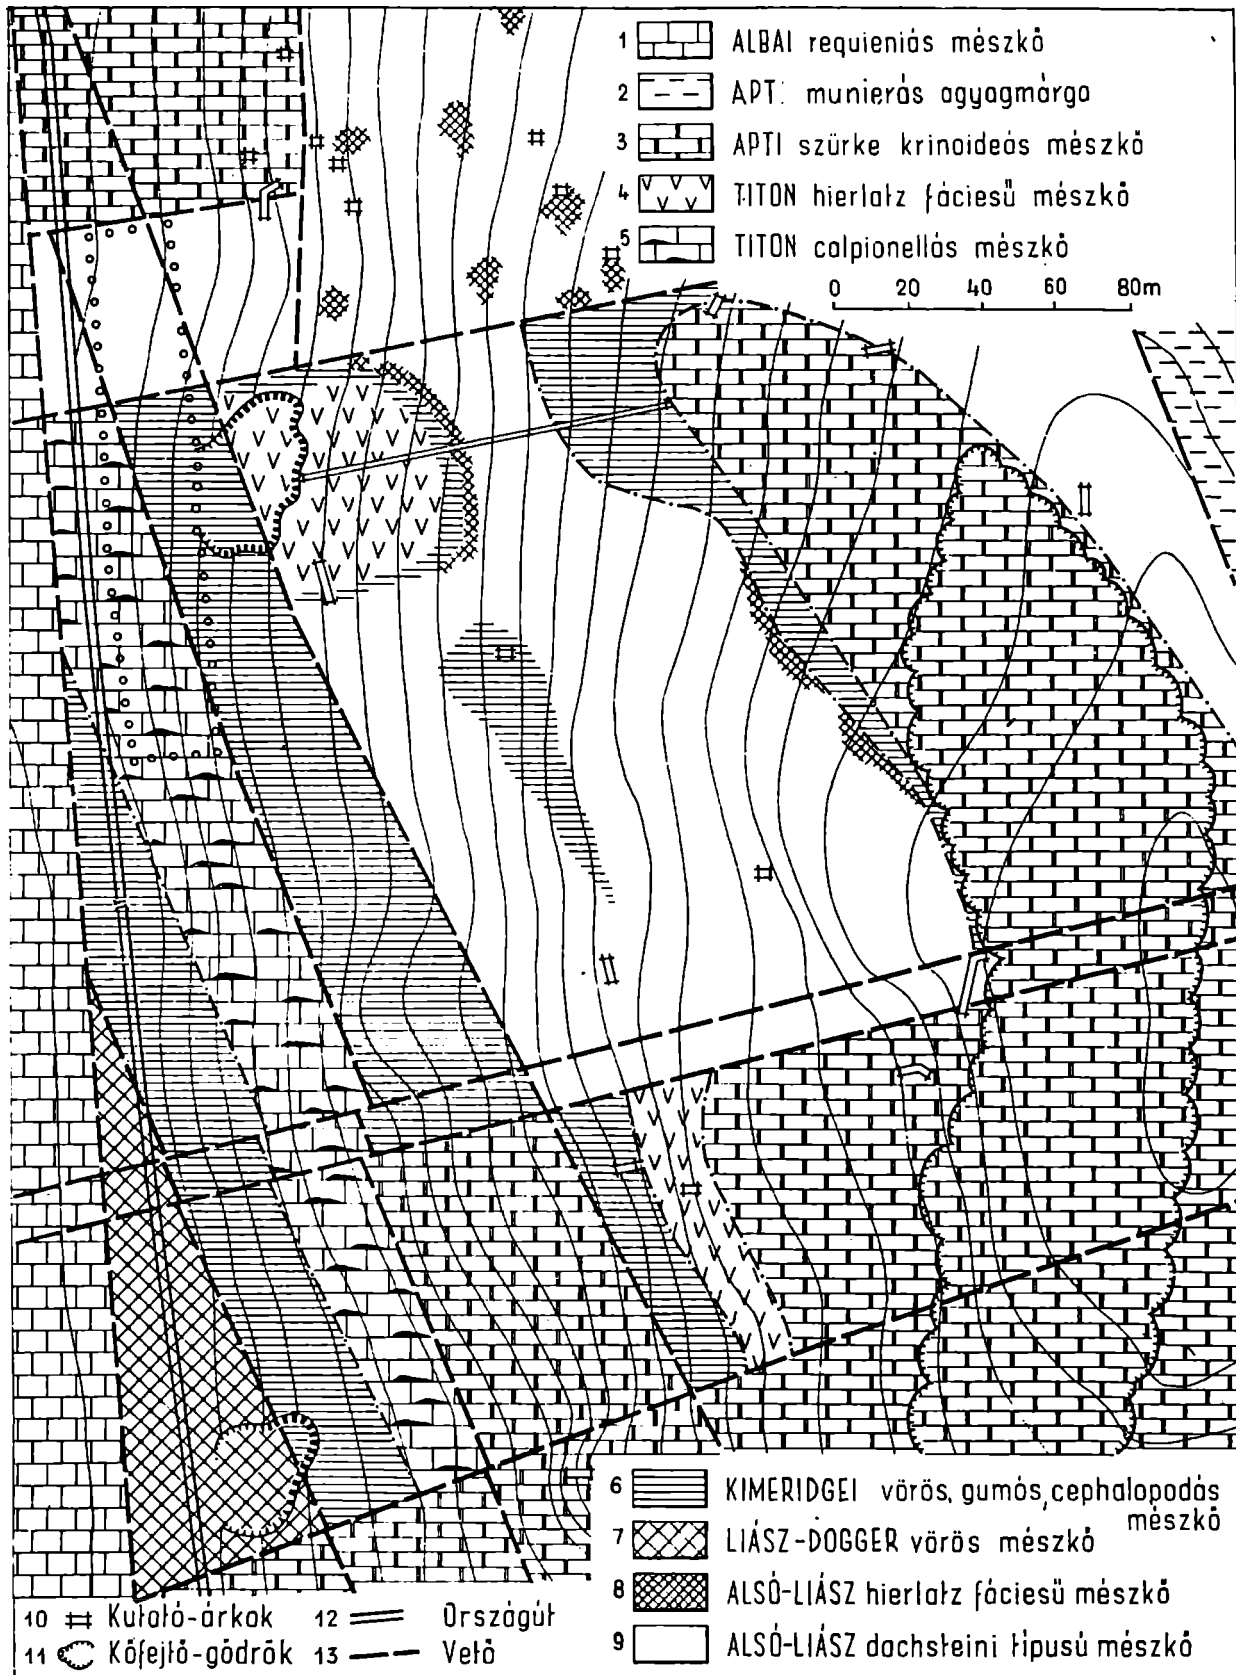 1 ALBAI requieniás mészkő
2 APT. munierás agyagmárga
3 APTI szürke krinoideás mészkő
4 TITON hierlatz fáciesű mészkő
5 TITON calpionellás mészkő
0 20 40 60 80m
6 KIMERIDGEI vörös, gumós, cephalopodás
mészkő
7 LIÁSZ-DOGGER vörös mészkő
8 ALSÓ-LIÁSZ hierlatz fáciesű mészkő
9 ALSÓ-LIÁSZ dachsteini típusú mészkő
10 Kutató-árkok 12 Országút
11 Kőfejtő-gödrök 13 Vető